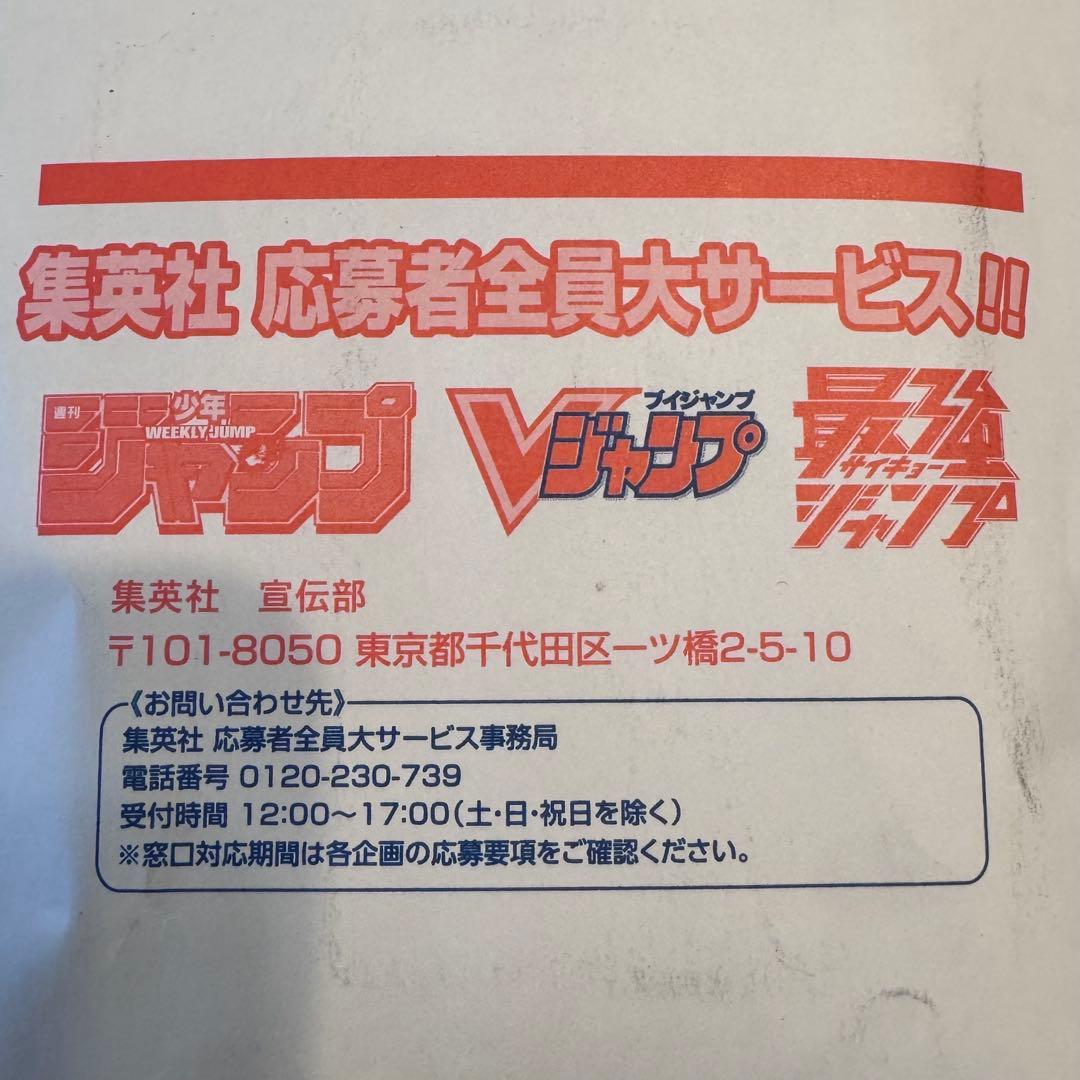 集英社 応募者全員大サービス!!
週刊 少年 ジャンプ
WEEKLY JUMP
Vジャンプ
ブイジャンプ
最強ジャンプ
サイキョー
集英社　宣伝部
〒101-8050 東京都千代田区一ツ橋2-5-10
《お問い合わせ先》
集英社 応募者全員大サービス事務局
電話番号 0120-230-739
受付時間 12:00～17:00(土・日・祝日を除く)
※窓口対応期間は各企画の応募要項をご確認ください。